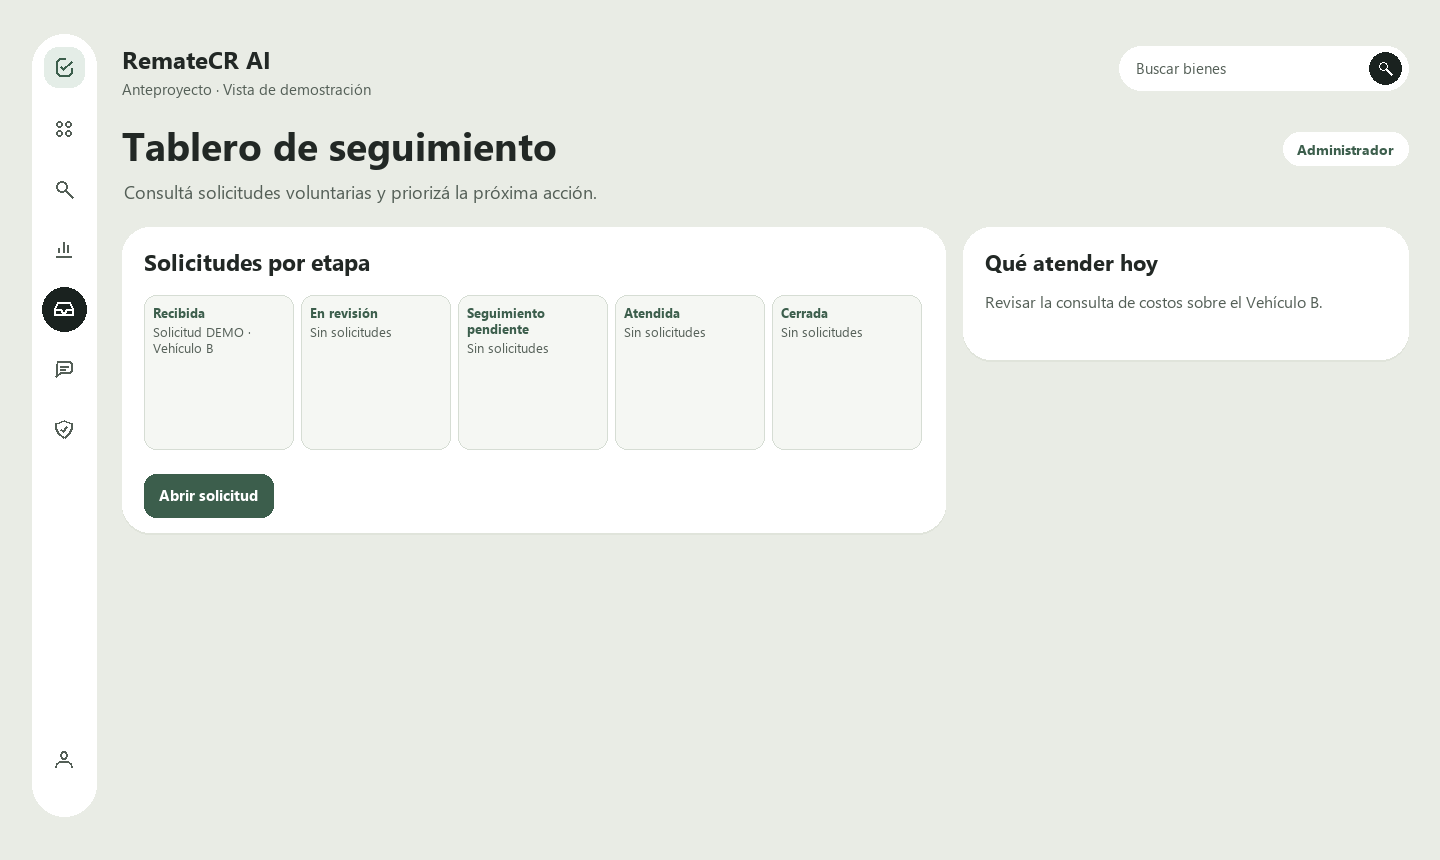 RemateCR AI
Anteproyecto · Vista de demostración
Buscar bienes
Tablero de seguimiento
Administrador
Consultá solicitudes voluntarias y priorizá la próxima acción.
Solicitudes por etapa
Recibida
Solicitud DEMO ·
Vehículo B
En revisión
Sin solicitudes
Seguimiento
pendiente
Sin solicitudes
Atendida
Sin solicitudes
Cerrada
Sin solicitudes
Abrir solicitud
Qué atender hoy
Revisar la consulta de costos sobre el Vehículo B.